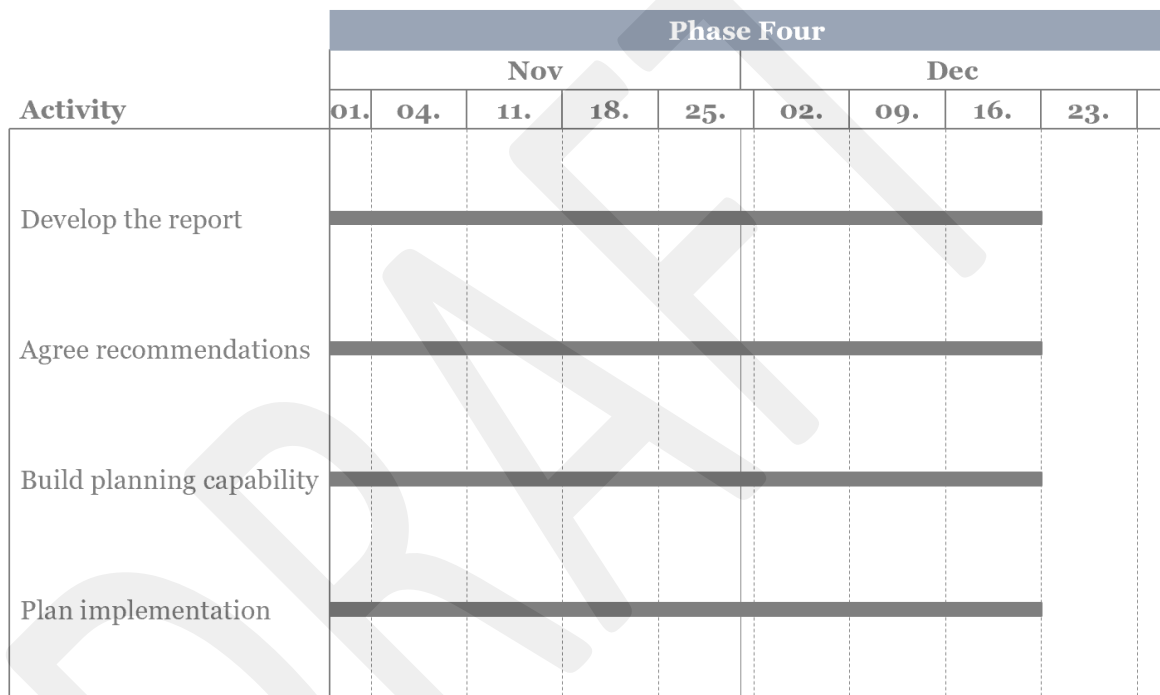 Phase Four
Nov Dec
Activity 01. 04. 11. 18. 25. 02. 09. 16. 23.
Develop the report
Agree recommendations
Build planning capability
Plan implementation
DRAFT